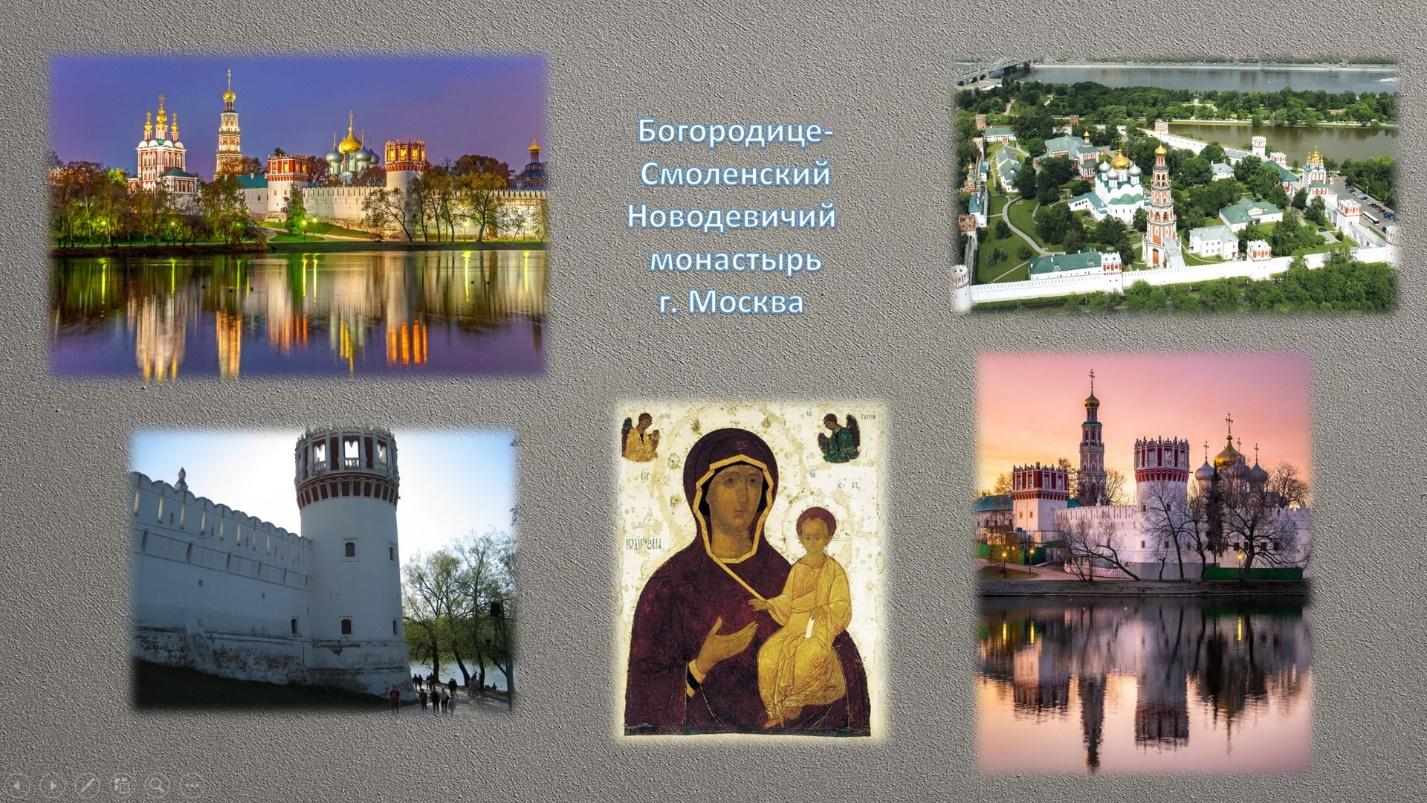 Богородице-
Смоленский
Новодевичий
монастырь
г. Москва